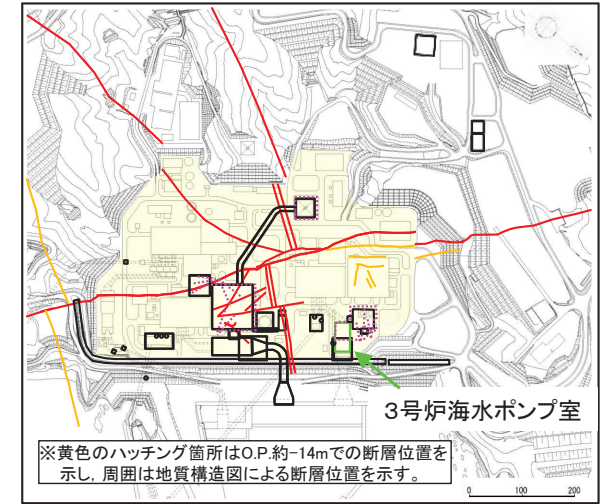 3号炉海水ポンプ室
※黄色のハッチング箇所はO.P.約-14mでの断層位置を
示し，周囲は地質構造図による断層位置を示す。
0 100 200